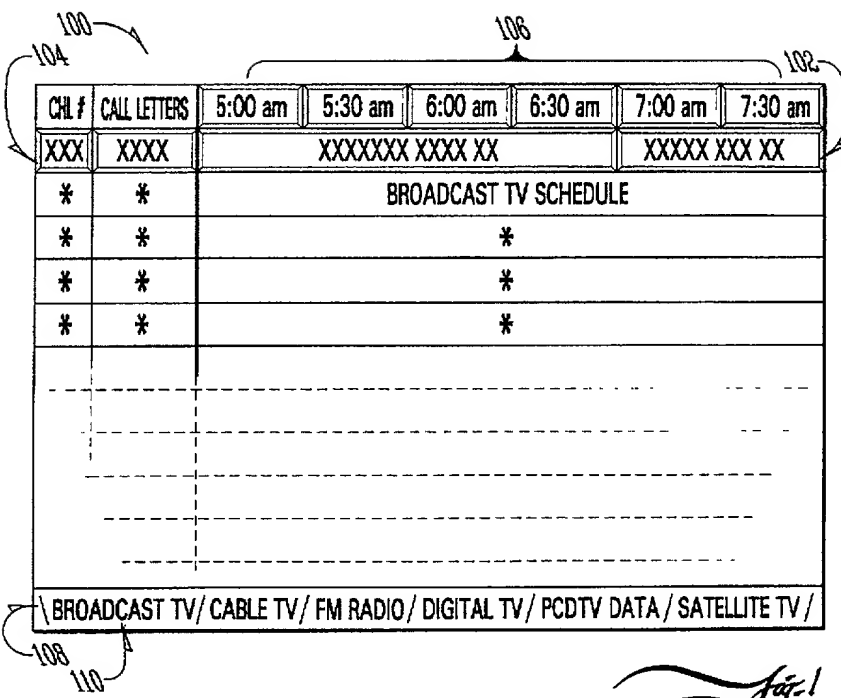 100
106
104
102
CHL # CALL LETTERS 5:00 am 5:30 am 6:00 am 6:30 am 7:00 am 7:30 am
XXX XXXX XXXXXXX XXXX XX XXXXX XXX XX
* * BROADCAST TV SCHEDULE
* * *
* * *
* * *
\ BROADCAST TV / CABLE TV / FM RADIO / DIGITAL TV / PCDTV DATA / SATELLITE TV /
108
110
fig. 1